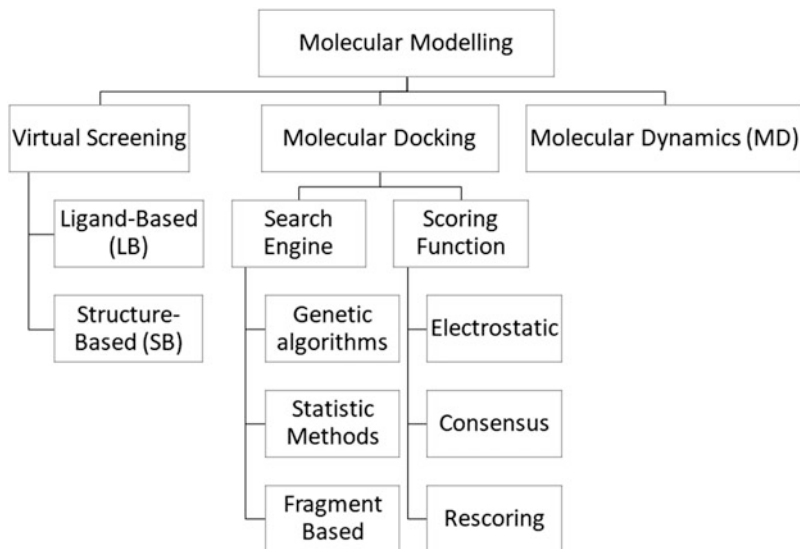 Molecular Modelling
Virtual Screening
Molecular Docking
Molecular Dynamics (MD)
Ligand-Based
(LB)
Structure-
Based (SB)
Search
Engine
Scoring
Function
Genetic
algorithms
Statistic
Methods
Fragment
Based
Electrostatic
Consensus
Rescoring